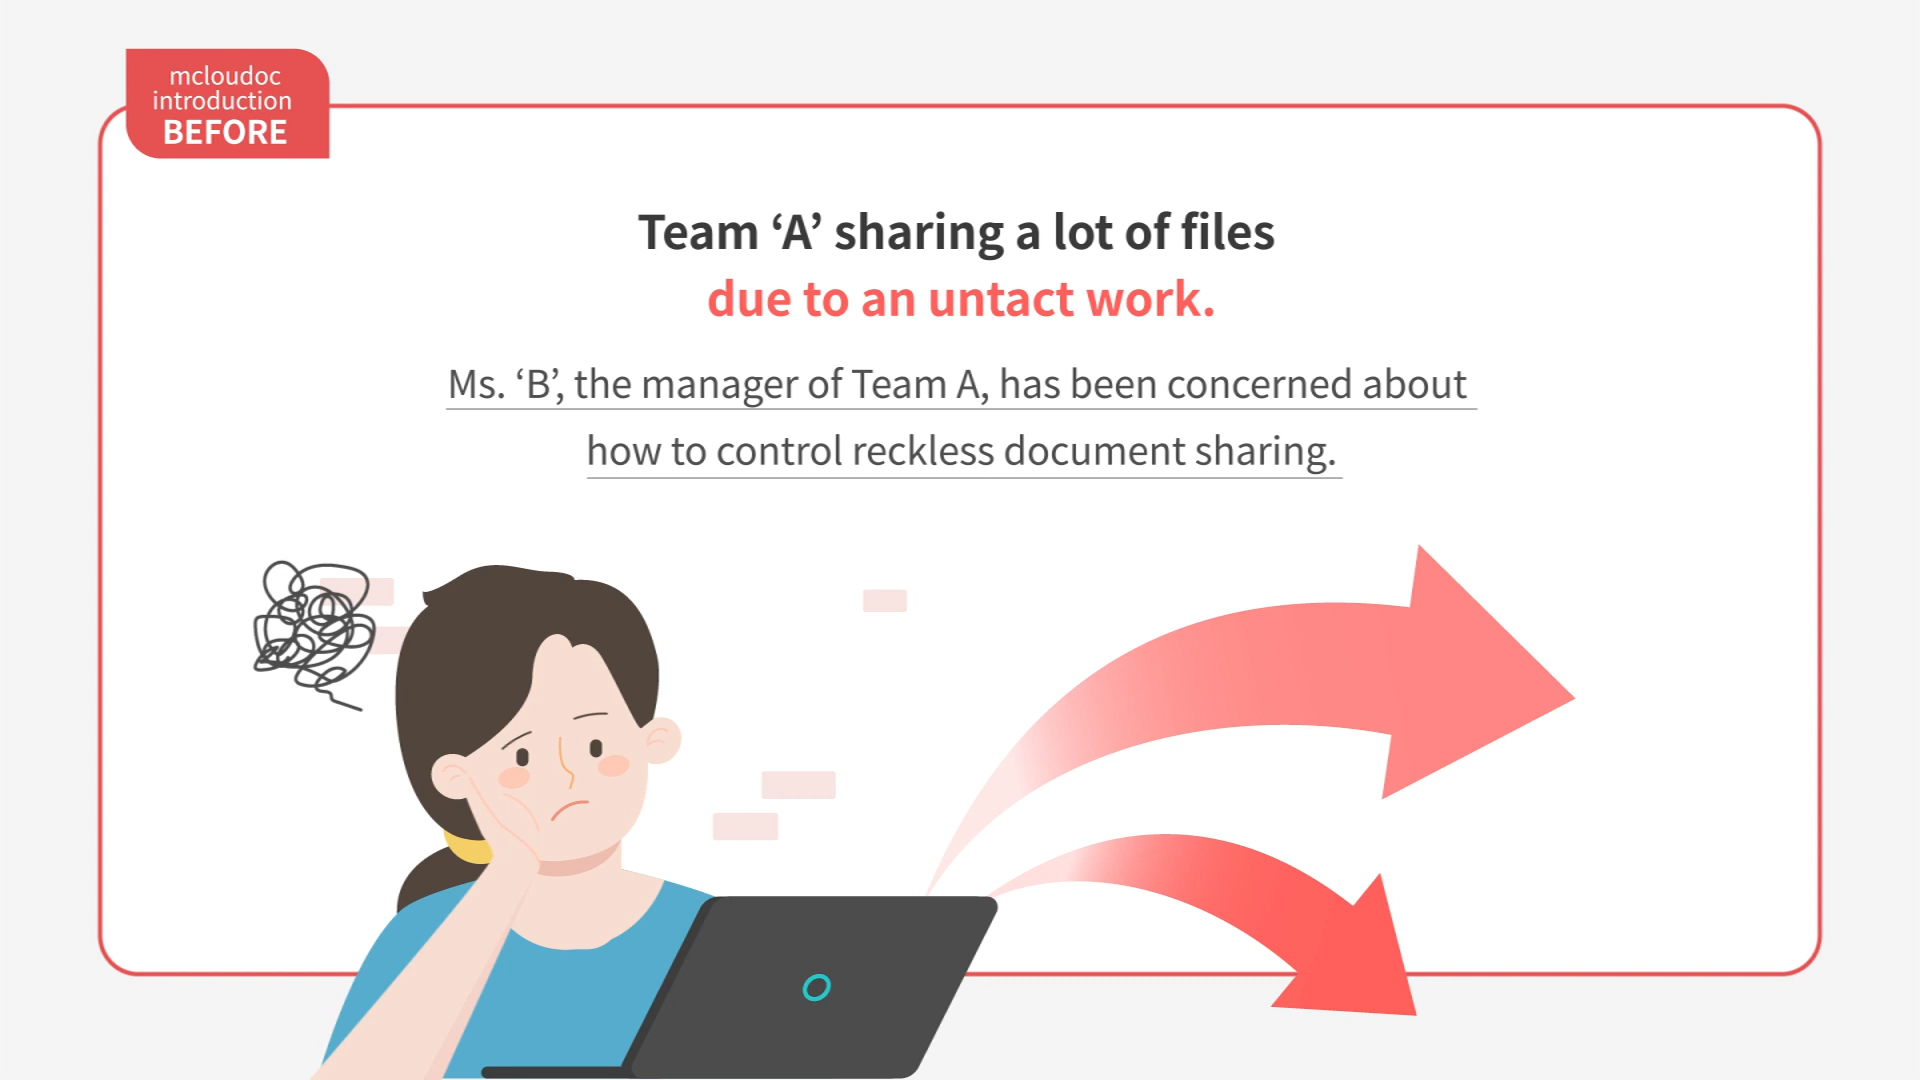 mcloudoc
introduction
BEFORE
Team ‘A’ sharing a lot of files
due to an untact work.
Ms. ‘B’, the manager of Team A, has been concerned about
how to control reckless document sharing.